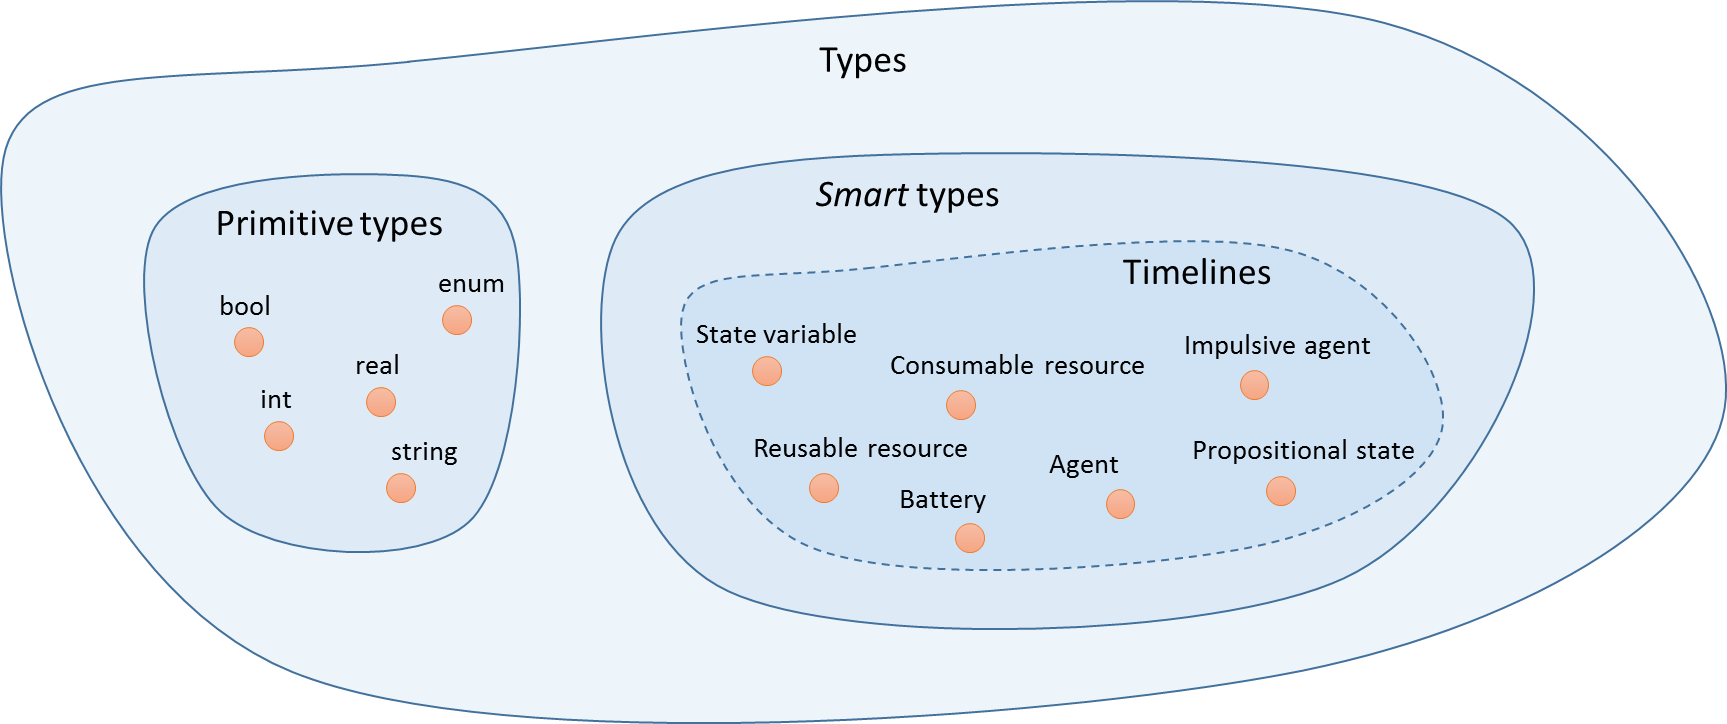 Types
Primitive types
bool
enum
real
int
string
Smart types
Timelines
State variable
Consumable resource
Impulsive agent
Reusable resource
Battery
Agent
Propositional state